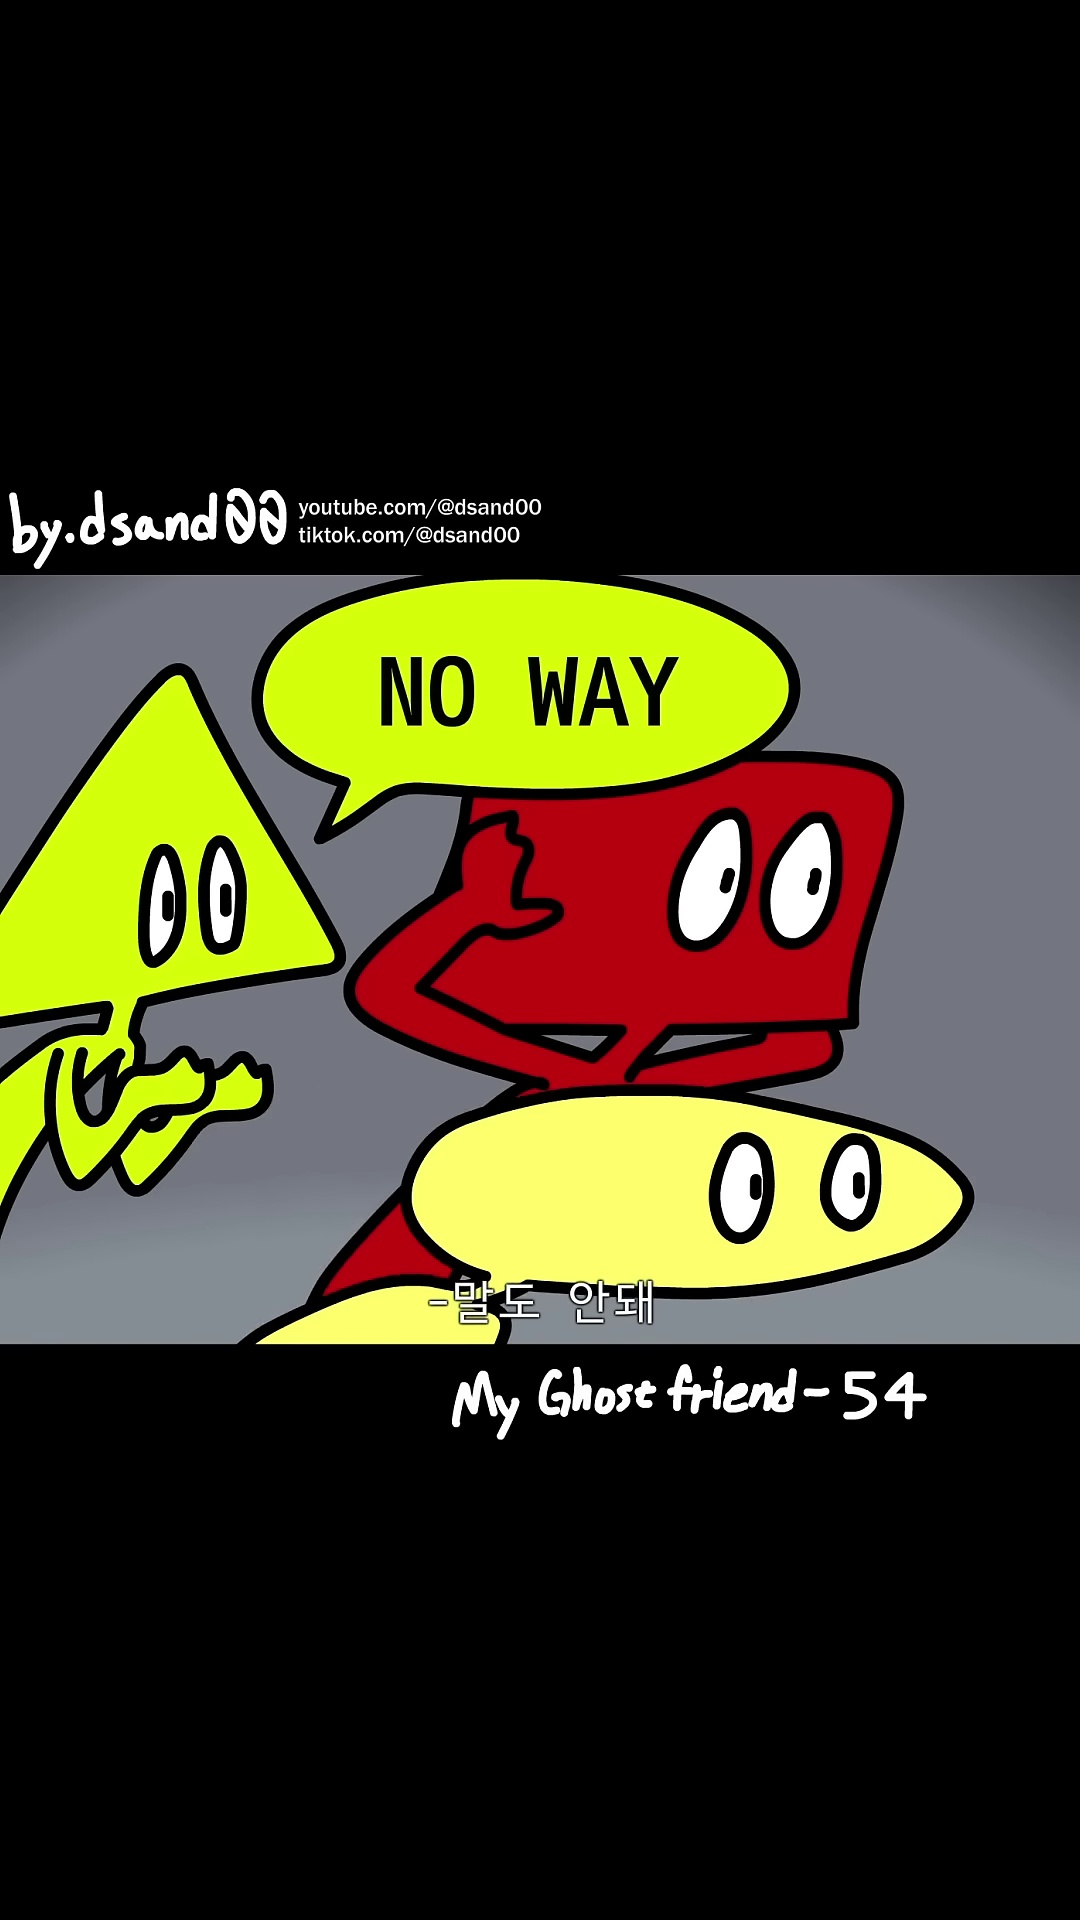 by.dsand00
youtube.com/@dsand00
tiktok.com/@dsand00
NO WAY
-말도 안돼
My Ghost friend-54